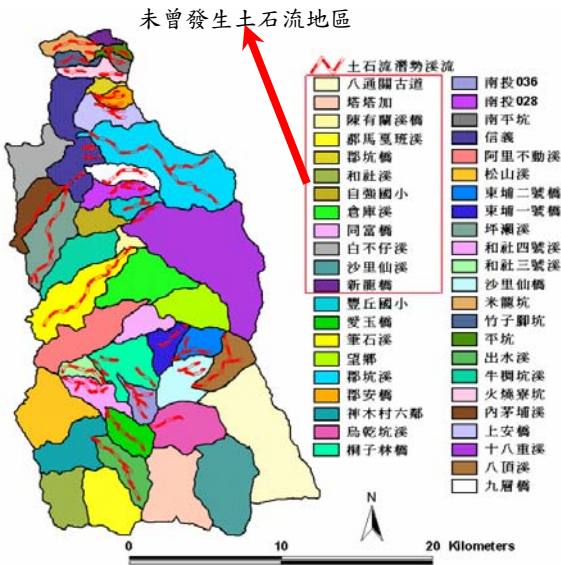 未曾發生土石流地區
土石流潛勢溪流
八通關古道
塔塔加
陳有蘭溪橋
郝馬戛班溪
郡坑橋
和社溪
自強國小
倉庫溪
同富橋
白不仔溪
沙里仙溪
新龍橋
豐丘國小
愛玉橋
筆石溪
望鄉
郡坑溪
郡安橋
神木村六鄰
烏乾坑溪
桐子林橋
南投036
南投028
南平坑
信義
阿里不動溪
松山溪
東埔二號橋
東埔一號橋
坪瀨溪
和社四號溪
和社三號溪
沙里仙橋
米籠坑
竹子腳坑
平坑
出水溪
牛稠坑溪
火燒寮坑
內茅埔溪
上安橋
十八重溪
八頂溪
九層橋
N
0 10 20 Kilometers